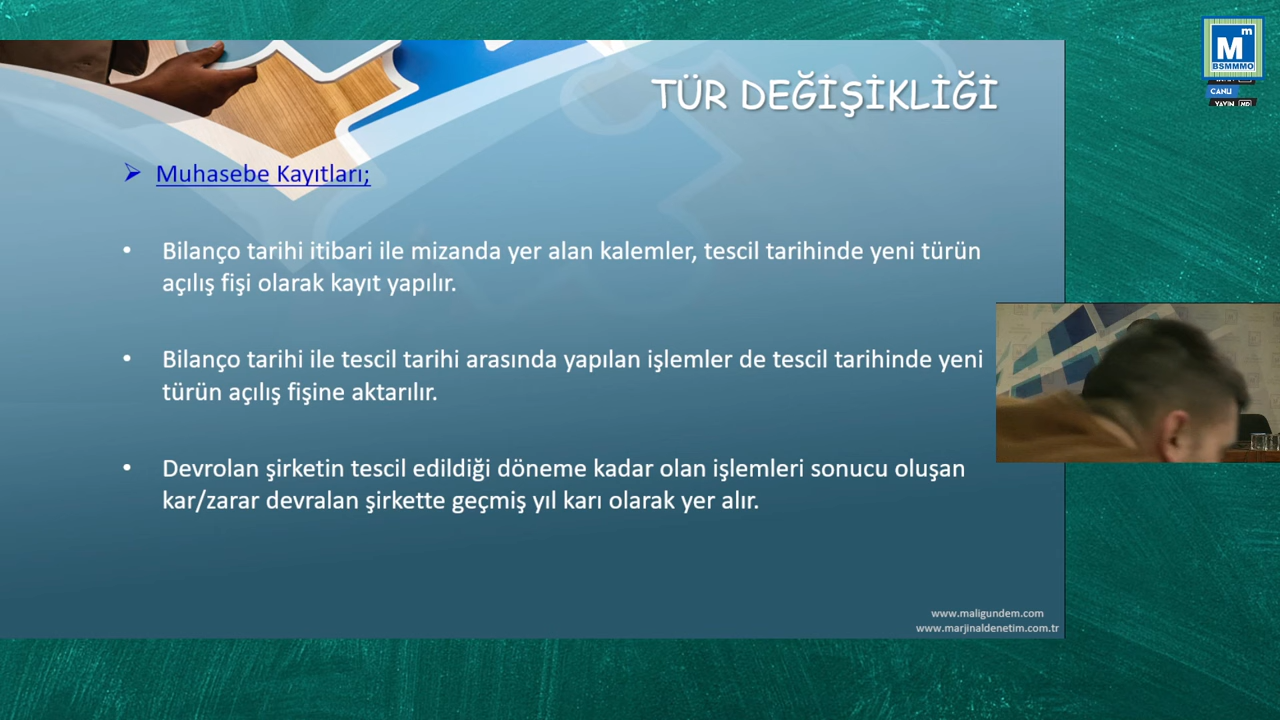 TÜR DEĞİŞİKLİĞİ
Muhasebe Kayıtları;
Bilanço tarihi itibari ile mizanda yer alan kalemler, tescil tarihinde yeni türün
açılış fişi olarak kayıt yapılır.
Bilanço tarihi ile tescil tarihi arasında yapılan işlemler de tescil tarihinde yeni
türün açılış fişine aktarılır.
Devrolan şirketin tescil edildiği döneme kadar olan işlemleri sonucu oluşan
kar/zarar devralan şirkette geçmiş yıl karı olarak yer alır.
www.maligundem.com
www.marjinaldenetim.com.tr
Mm
BSMMMO
CANLI
YAYIN HD